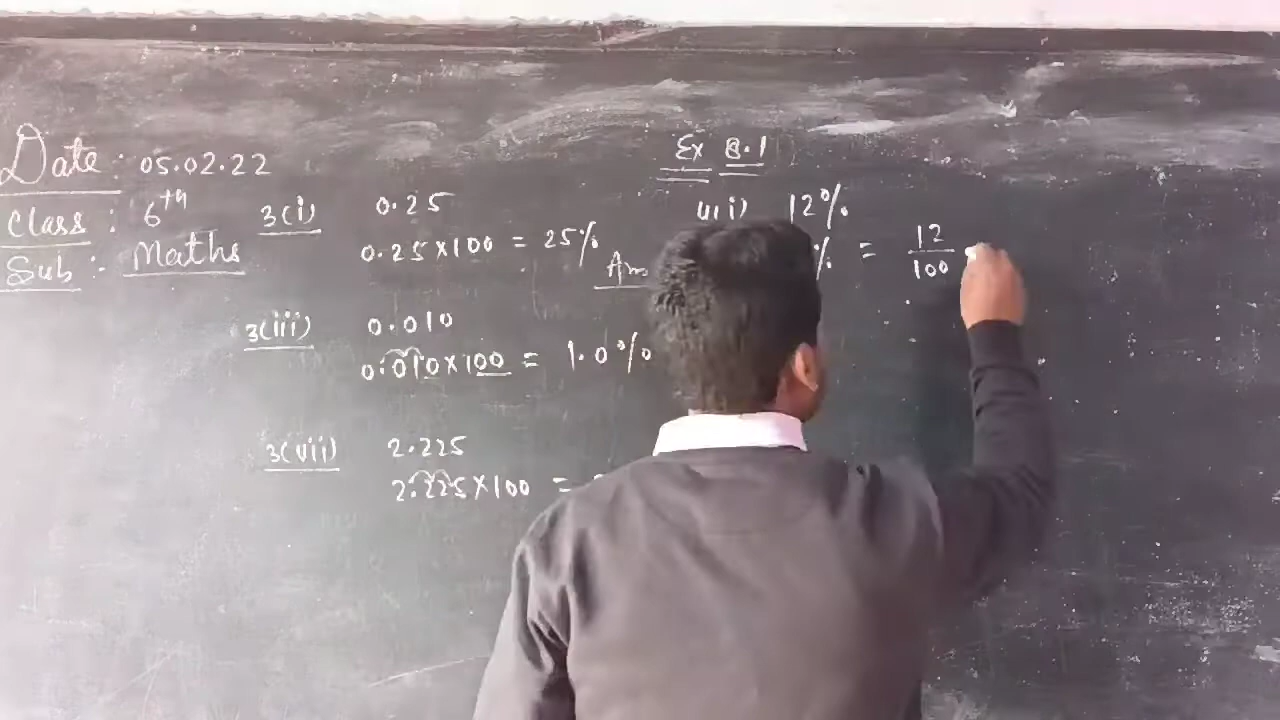 Date : 05.02.22
Class : 6th
Sub :- Maths
Ex 8.1
3(i) 0.25
0.25×100 = 25%
3(iii) 0.010
0.010×100 = 1.0%
3(vii) 2.225
2.225×100 =
4(i) 12%
% = 12/100